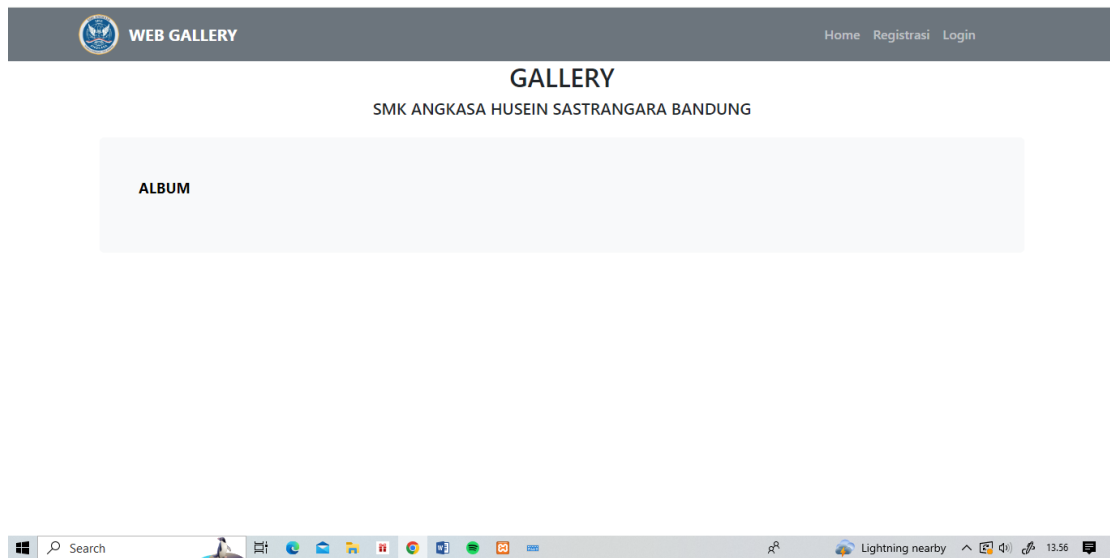 WEB GALLERY
Home Registrasi Login
GALLERY
SMK ANGKASA HUSEIN SASTRANGARA BANDUNG
ALBUM
Search
Lightning nearby
13.56